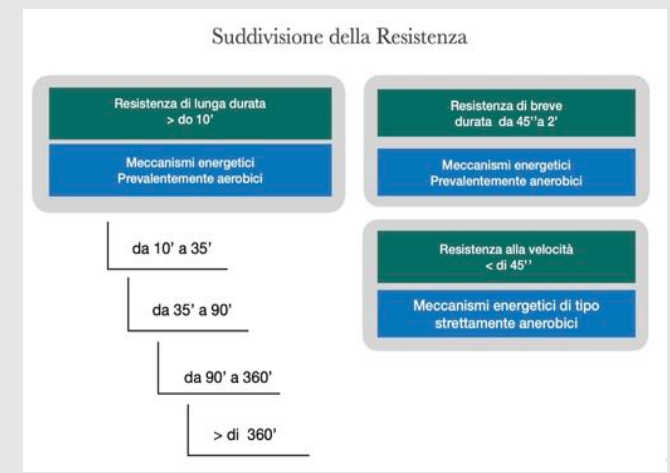 Suddivisione della Resistenza
Resistenza di lunga durata
> do 10'
Meccanismi energetici
Prevalentemente aerobici
da 10' a 35'
da 35' a 90'
da 90' a 360'
> di 360'
Resistenza di breve
durata da 45''a 2'
Meccanismi energetici
Prevalentemente anerobici
Resistenza alla velocità
< di 45''
Meccanismi energetici di tipo
strettamente anerobici